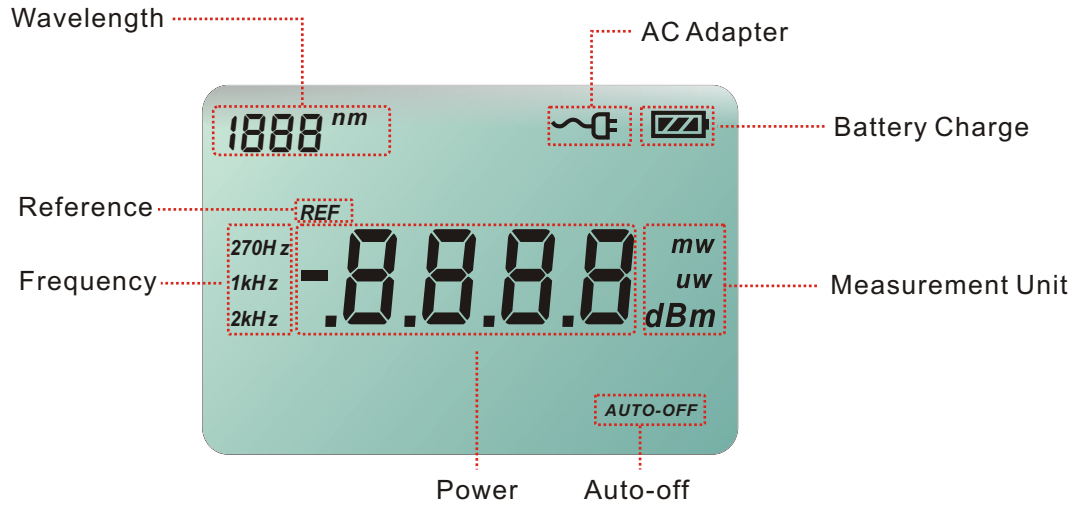 Wavelength
AC Adapter
1888 nm
Battery Charge
Reference
REF
270Hz
mw
Frequency
1kHz
-.8.8.8.8
uw
Measurement Unit
2kHz
dBm
AUTO-OFF
Power
Auto-off